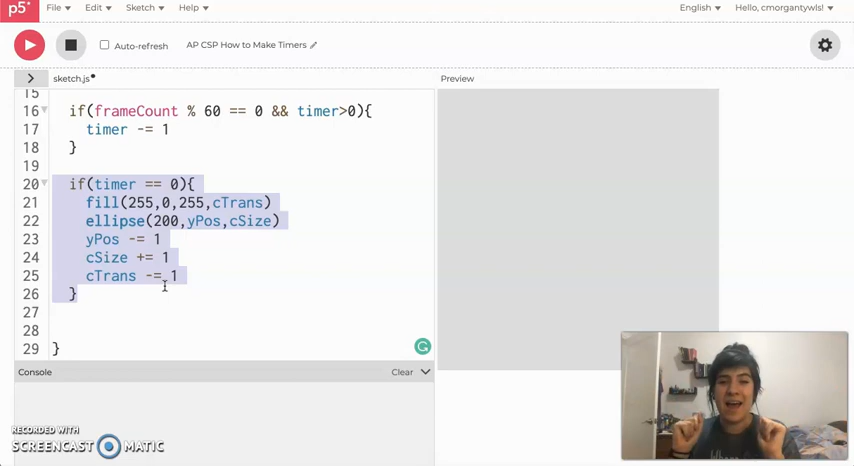 p5* File Edit Sketch Help English Hello, cmorgantywls!
Auto-refresh AP CSP How to Make Timers
sketch.js Preview
15
16 if(frameCount % 60 == 0 && timer>0){
17 timer -= 1
18 }
19
20 if(timer == 0){
21 fill(255,0,255,cTrans)
22 ellipse(200,yPos,cSize)
23 yPos -= 1
24 cSize += 1
25 cTrans -= 1
26 }
27
28
29 }
Console Clear
RECORDED WITH
SCREENCAST MATIC